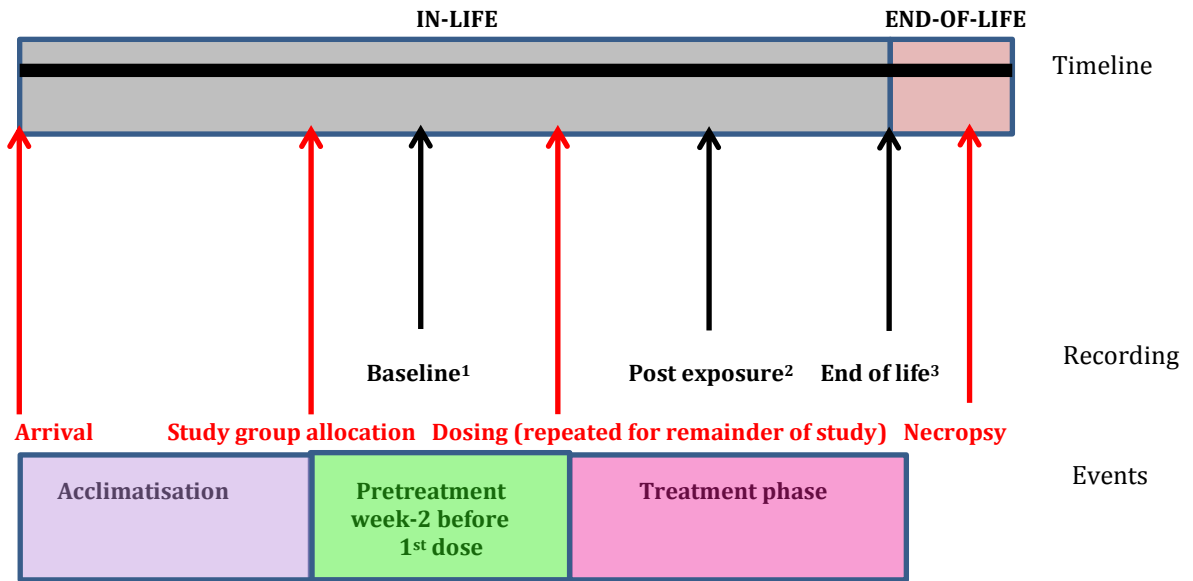 IN-LIFE
END-OF-LIFE
Timeline
Baseline¹
Post exposure²
End of life³
Recording
Arrival
Study group allocation
Dosing (repeated for remainder of study)
Necropsy
Events
Acclimatisation
Pretreatment
week-2 before
1ˢᵗ dose
Treatment phase